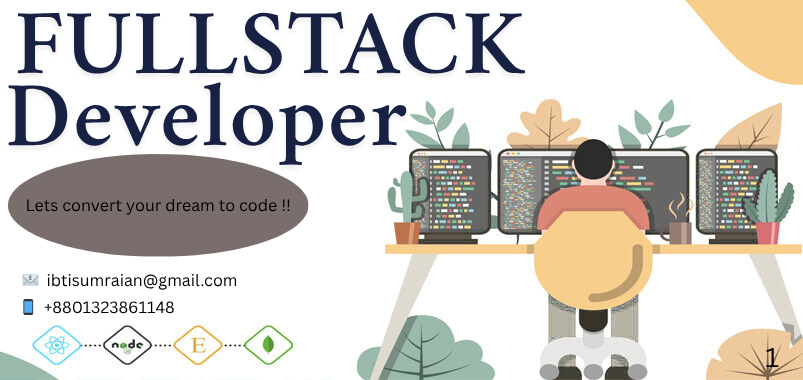 FULLSTACK
Developer
Lets convert your dream to code !!
ibtisumraian@gmail.com
+8801323861148
node
E
1